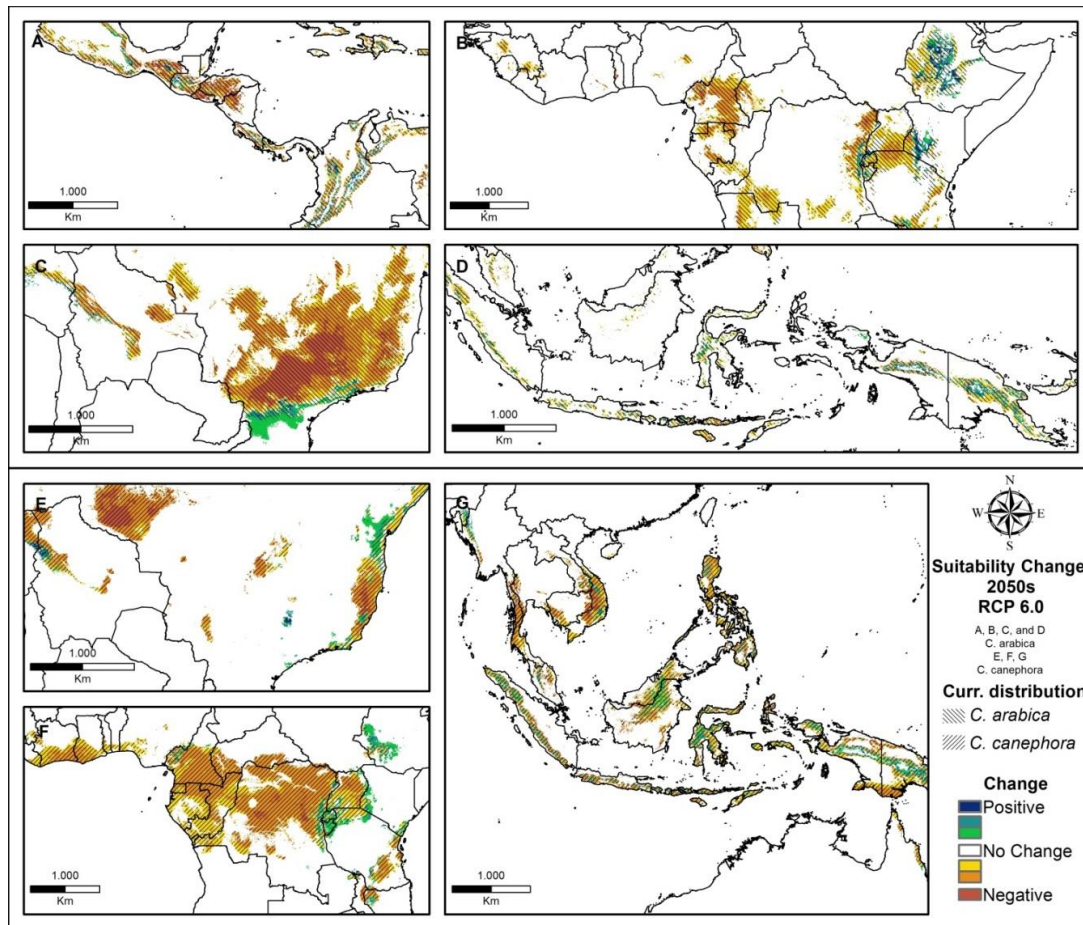 A
1.000
Km
B
1.000
Km
C
1.000
Km
D
1.000
Km
E
1.000
Km
F
1.000
Km
G
1.000
Km
N
W E
S
Suitability Change
2050s
RCP 6.0
A, B, C, and D
C. arabica
E, F, G
C. canephora
Curr. distribution
C. arabica
C. canephora
Change
Positive
No Change
Negative